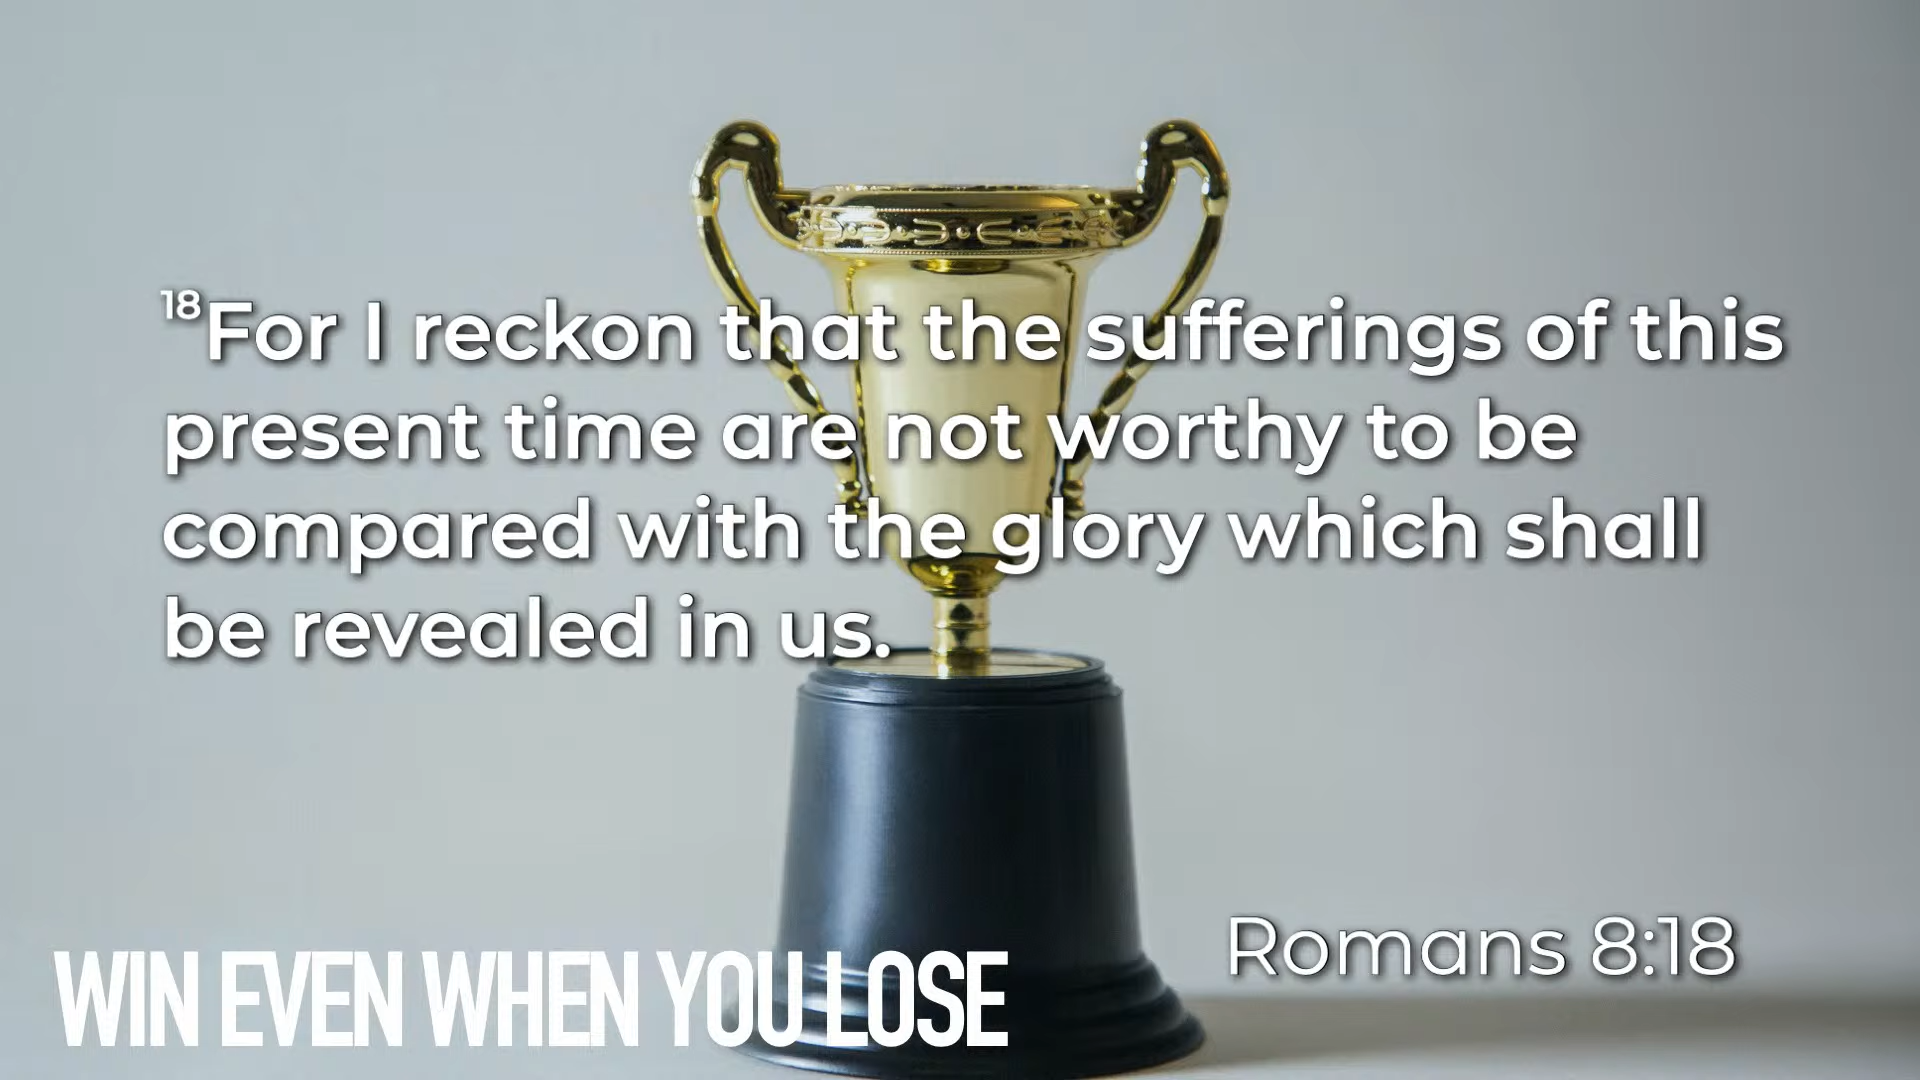 18For I reckon that the sufferings of this
present time are not worthy to be
compared with the glory which shall
be revealed in us.
Romans 8:18
WIN EVEN WHEN YOU LOSE